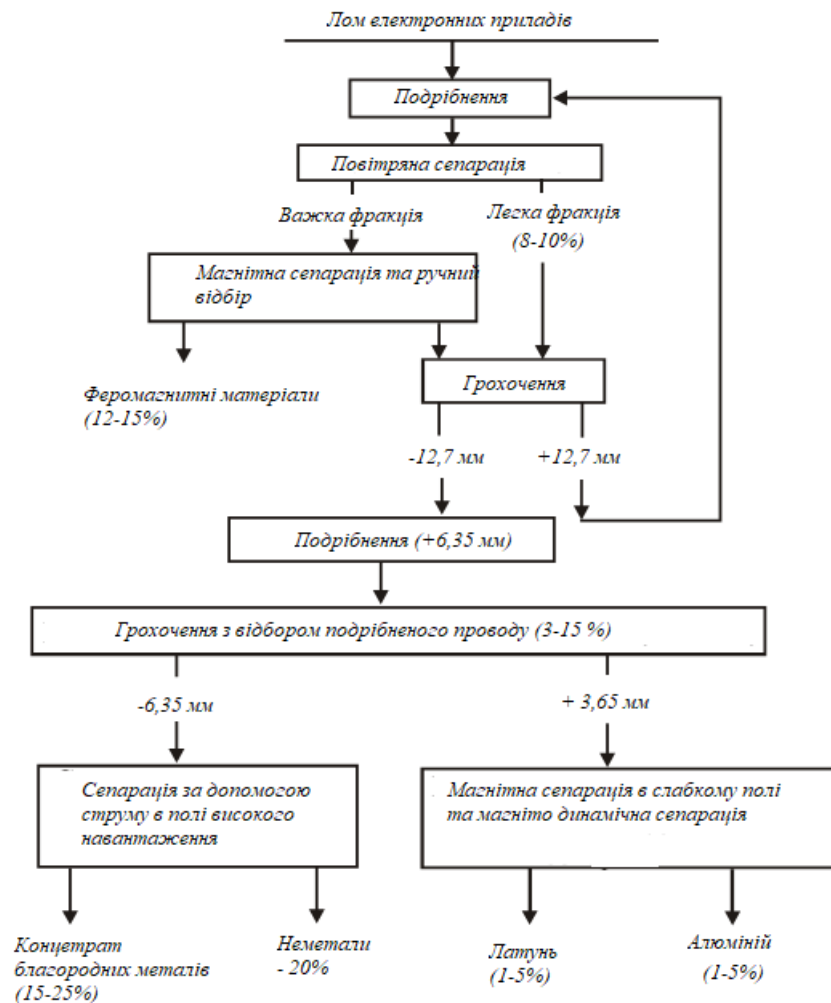 Лом електронних приладів
Подрібнення
Повітряна сепарація
Важка фракція
Легка фракція
(8-10%)
Магнітна сепарація та ручний
відбір
Феромагнитні матеріали
(12-15%)
Грохочення
-12,7 мм
+12,7 мм
Подрібнення (+6,35 мм)
Грохочення з відбором подрібненого проводу (3-15 %)
-6,35 мм
+ 3,65 мм
Сепарація за допомогою
струму в полі високого
навантаження
Магнітна сепарація в слабкому полі
та магніто динамічна сепарація
Концетрат
благородних металів
(15-25%)
Неметали
- 20%
Латунь
(1-5%)
Алюміній
(1-5%)